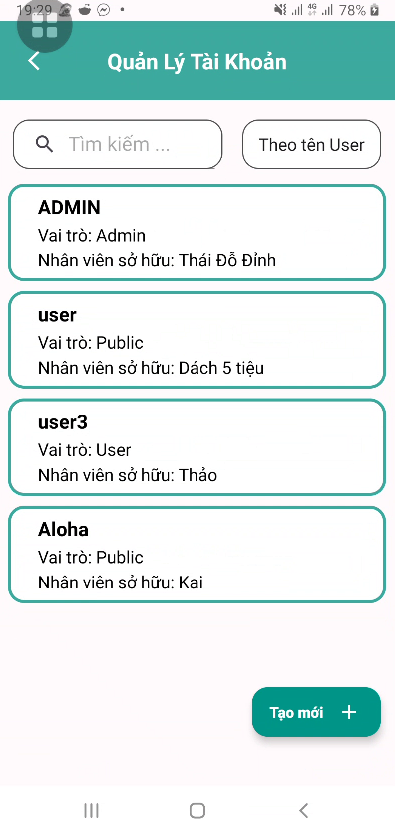 19:29
4G
78%
Quản Lý Tài Khoản
Tìm kiếm ...
Theo tên User
ADMIN
Vai trò: Admin
Nhân viên sở hữu: Thái Đỗ Đỉnh
user
Vai trò: Public
Nhân viên sở hữu: Dách 5 tiệu
user3
Vai trò: User
Nhân viên sở hữu: Thảo
Aloha
Vai trò: Public
Nhân viên sở hữu: Kai
Tạo mới